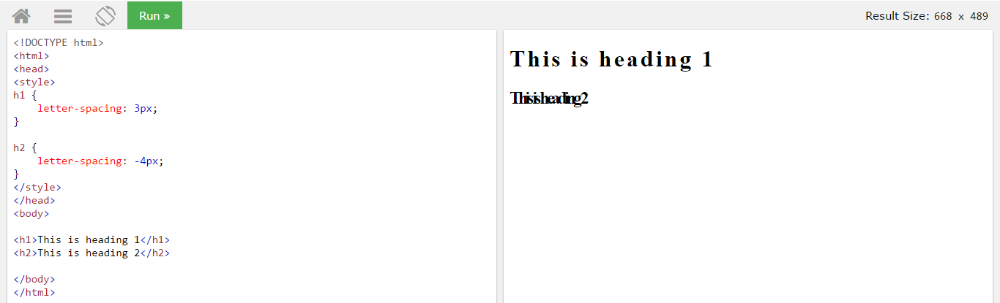 Run » Result Size: 668 x 489
<!DOCTYPE html>
<html>
<head>
<style>
h1 {
    letter-spacing: 3px;
}
h2 {
    letter-spacing: -4px;
}
</style>
</head>
<body>
<h1>This is heading 1</h1>
<h2>This is heading 2</h2>
</body>
</html>
This is heading 1
This is heading 2